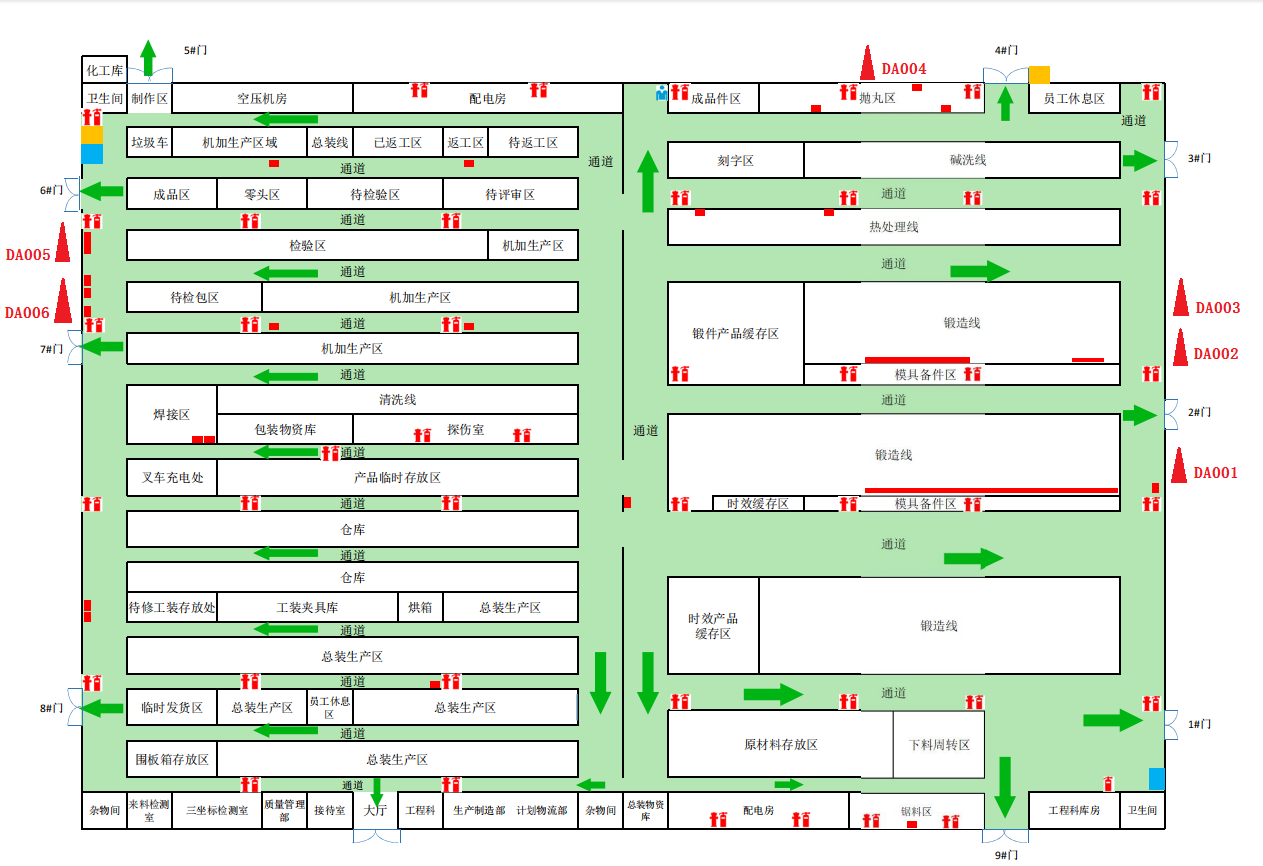 5#门
4#门
化工库
DA004
卫生间
制作区
空压机房
配电房
成品件区
抛丸区
员工休息区
通道
垃圾车
机加生产区域
总装线
已返工区
返工区
待返工区
通道
刻字区
碱洗线
3#门
通道
6#门
成品区
零头区
待检验区
待评审区
通道
通道
热处理线
DA005
检验区
机加生产区
通道
通道
DA006
待检包区
机加生产区
锻件产品缓存区
锻造线
DA003
通道
7#门
机加生产区
DA002
通道
模具备件区
焊接区
清洗线
通道
2#门
包装物资库
探伤室
通道
通道
锻造线
DA001
叉车充电处
产品临时存放区
通道
时效缓存区
模具备件区
仓库
通道
通道
仓库
待修工装存放处
工装夹具库
烘箱
总装生产区
时效产品
缓存区
锻造线
通道
总装生产区
通道
通道
8#门
临时发货区
总装生产区
员工休息
区
总装生产区
1#门
通道
原材料存放区
下料周转区
围板箱存放区
总装生产区
通道
杂物间
来料检测
室
三坐标检测室
质量管理
部
接待室
大厅
工程科
生产制造部
计划物流部
杂物间
总装物资
库
配电房
锯料区
工程科库房
卫生间
9#门